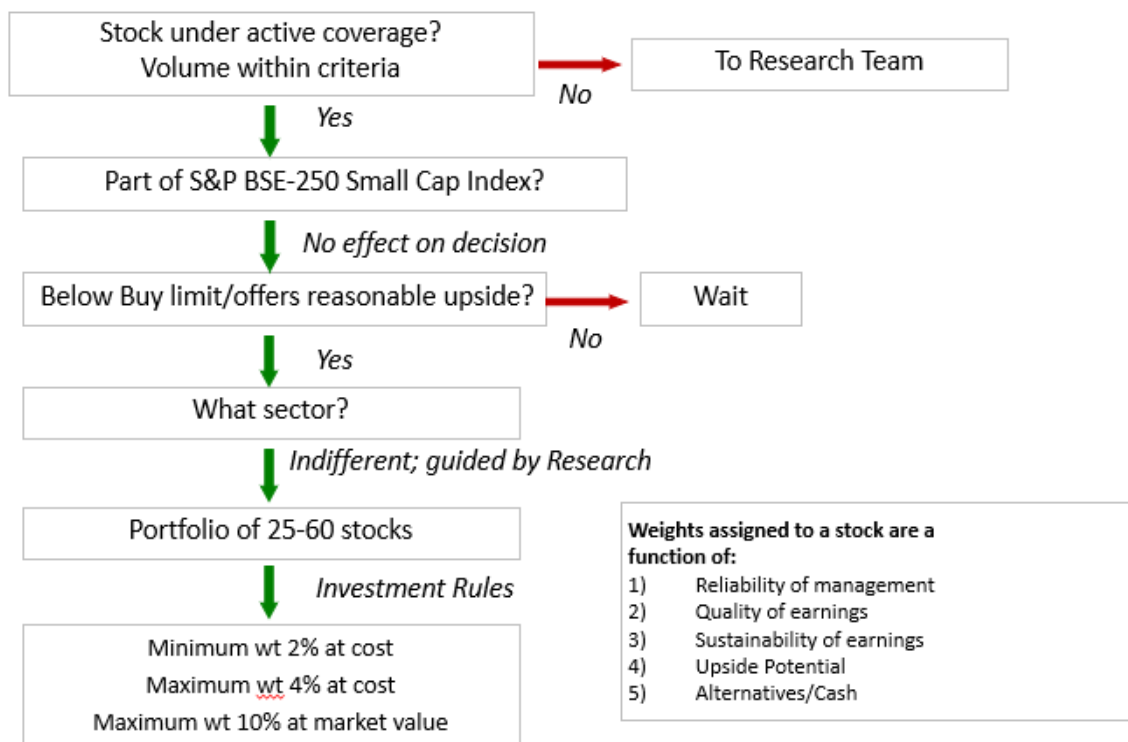 Stock under active coverage?
Volume within criteria
To Research Team
No
Yes
Part of S&P BSE-250 Small Cap Index?
No effect on decision
Below Buy limit/offers reasonable upside?
Wait
No
Yes
What sector?
Indifferent; guided by Research
Portfolio of 25-60 stocks
Investment Rules
Minimum wt 2% at cost
Maximum wt 4% at cost
Maximum wt 10% at market value
Weights assigned to a stock are a
function of:
1) Reliability of management
2) Quality of earnings
3) Sustainability of earnings
4) Upside Potential
5) Alternatives/Cash